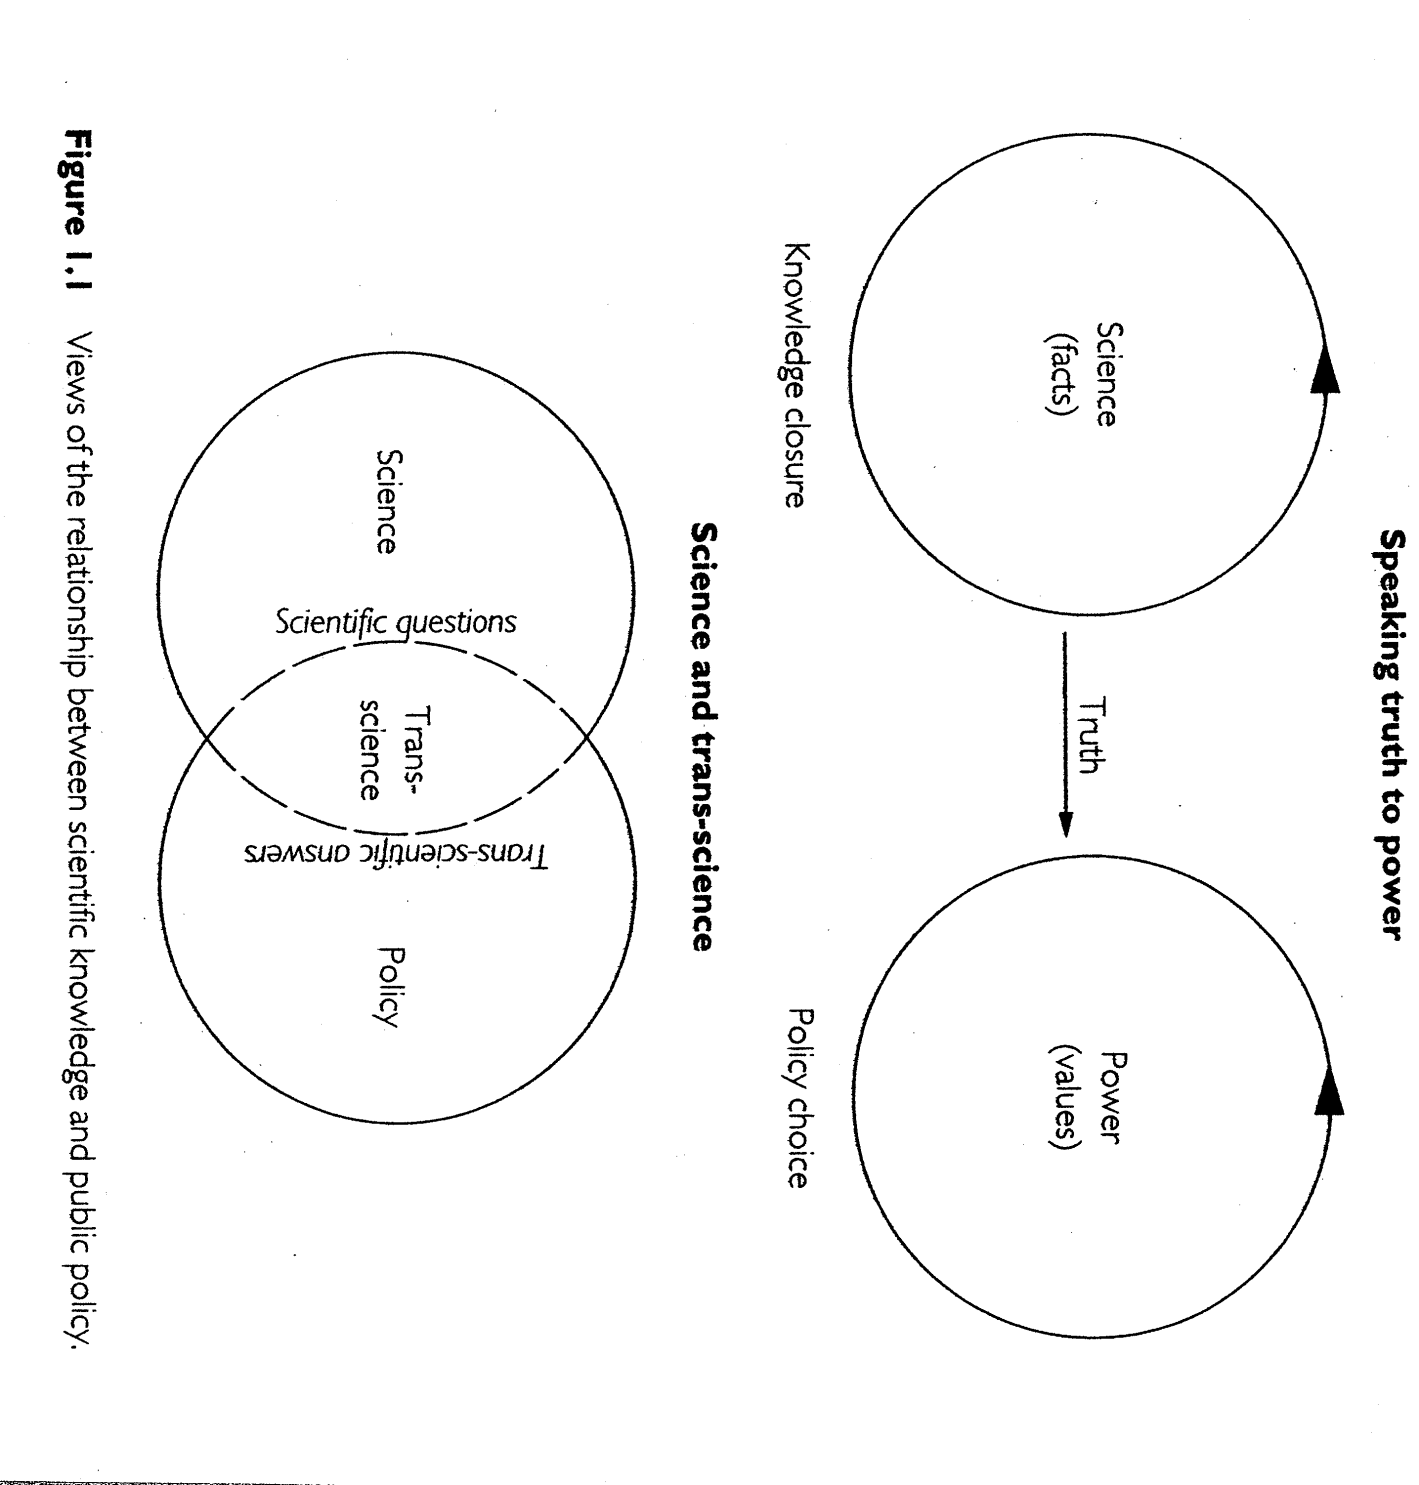 Speaking truth to power
Science
(facts)
Truth
Power
(values)
Knowledge closure
Policy choice
Science and trans-science
Science
Scientific questions
Trans-
science
Trans-scientific answers
Policy
Figure 1.1 Views of the relationship between scientific knowledge and public policy.